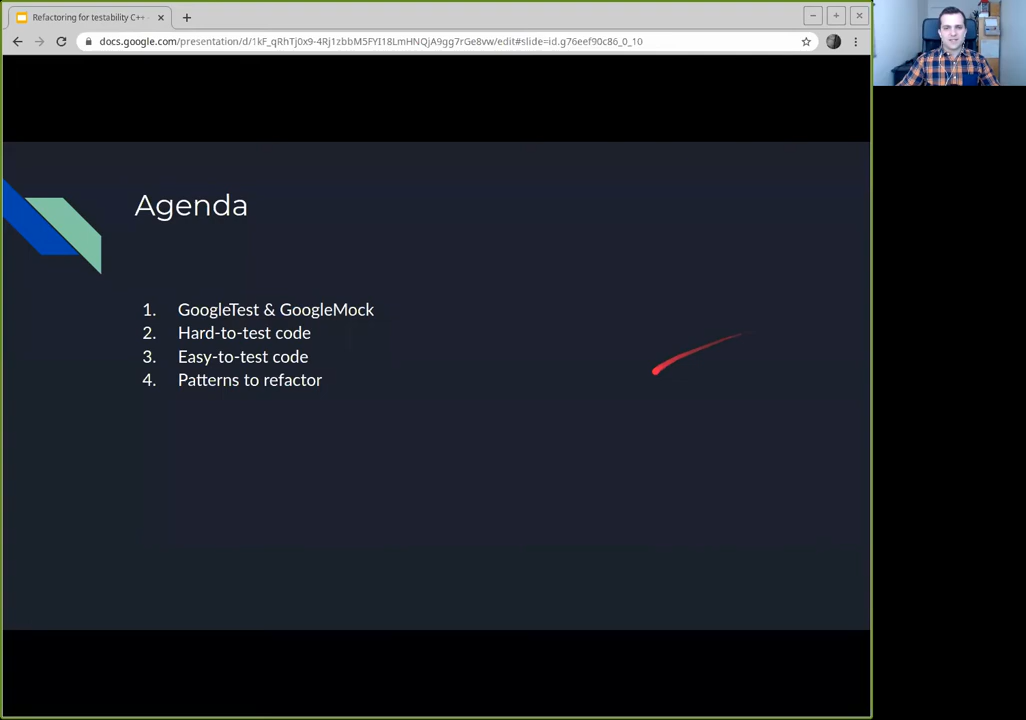 Refactoring for testability C++ -
docs.google.com/presentation/d/1kF_qRhTj0x9-4Rj1zbbM5FYI18LmHNQjA9gg7rGe8vw/edit#slide=id.g76eef90c86_0_10
Agenda
1. GoogleTest & GoogleMock
2. Hard-to-test code
3. Easy-to-test code
4. Patterns to refactor